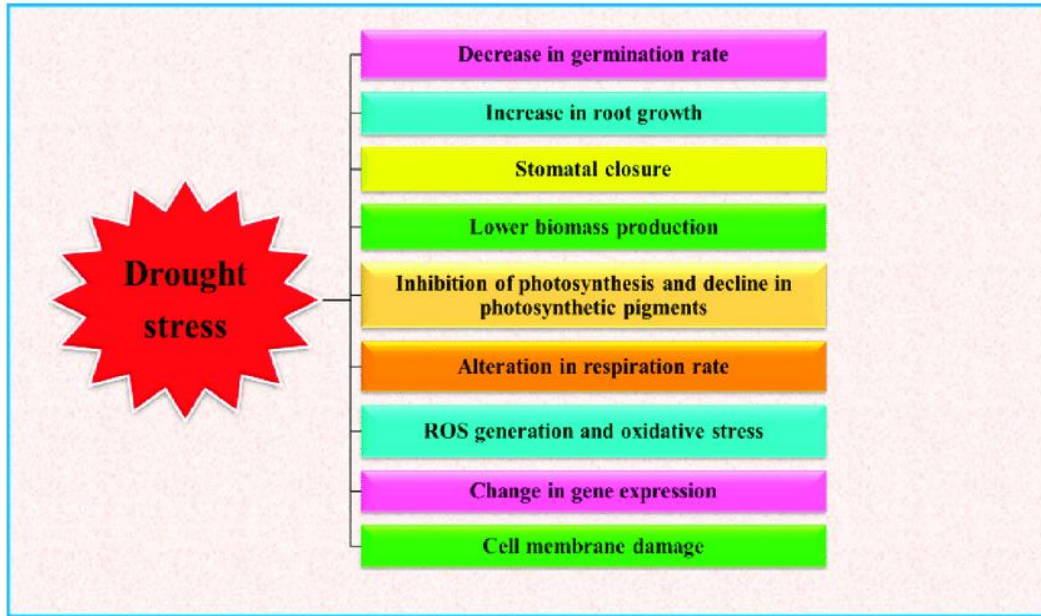 Decrease in germination rate
Increase in root growth
Stomatal closure
Lower biomass production
Drought
stress
Inhibition of photosynthesis and decline in
photosynthetic pigments
Alteration in respiration rate
ROS generation and oxidative stress
Change in gene expression
Cell membrane damage